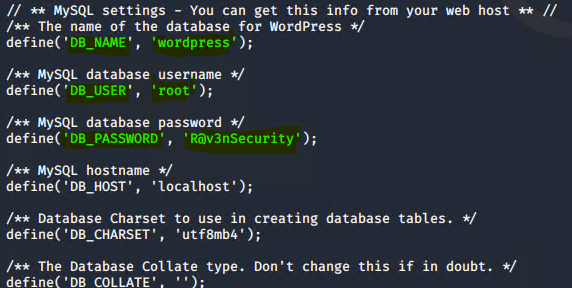 // ** MySQL settings - You can get this info from your web host ** //
/** The name of the database for WordPress */
define('DB_NAME', 'wordpress');
/** MySQL database username */
define('DB_USER', 'root');
/** MySQL database password */
define('DB_PASSWORD', 'R@v3nSecurity');
/** MySQL hostname */
define('DB_HOST', 'localhost');
/** Database Charset to use in creating database tables. */
define('DB_CHARSET', 'utf8mb4');
/** The Database Collate type. Don't change this if in doubt. */
define('DB_COLLATE', '');